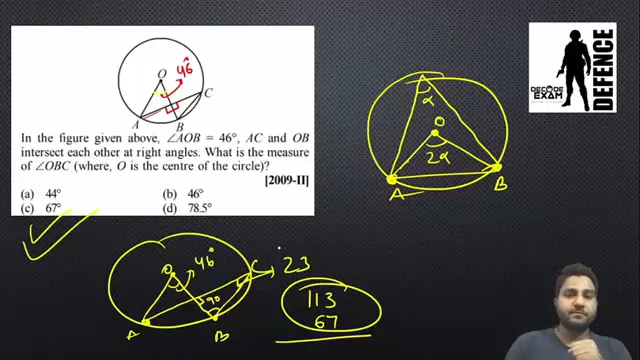 O
46°
C
A
B
In the figure given above, ∠AOB = 46°, AC and OB
intersect each other at right angles. What is the measure
of ∠OBC (where, O is the centre of the circle)?
[2009-II]
(a) 44° (b) 46°
(c) 67° (d) 78.5°
α
O
2α
A
B
O
46°
C
23
90
A
B
113
67
DECODE
EXAM
DEFENCE